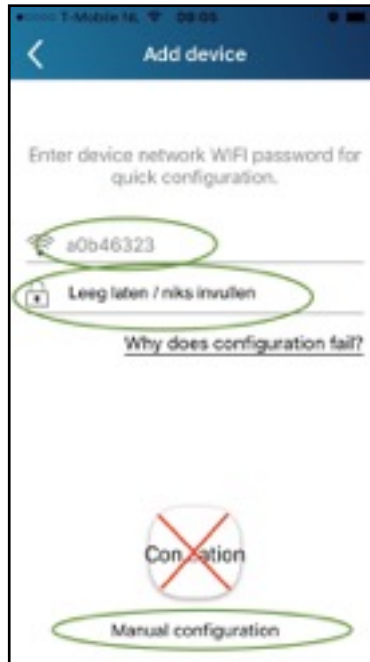 T-Mobile NL 09:05
Add device
Enter device network WIFI password for
quick configuration.
a0b46323
Leeg laten / niks invullen
Why does configuration fail?
Manual configuration